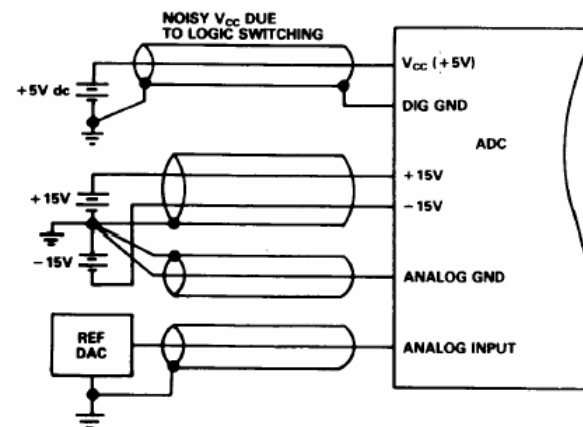 NOISY VCC DUE
TO LOGIC SWITCHING
VCC (+5V)
+5V dc
DIG GND
ADC
+15V
+15V
-15V
-15V
ANALOG GND
REF
DAC
ANALOG INPUT